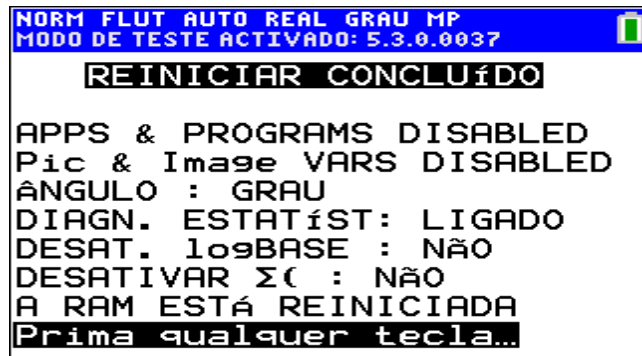 NORM FLUT AUTO REAL GRAU MP
MODO DE TESTE ACTIVADO: 5.3.0.0037
REINICIAR CONCLUíDO
APPS & PROGRAMS DISABLED
Pic & Image VARS DISABLED
ÂNGULO : GRAU
DIAGN. ESTATíST: LIGADO
DESAT. logBASE : NÃO
DESATIVAR Σ( : NÃO
A RAM ESTÁ REINICIADA
Prima qualquer tecla…